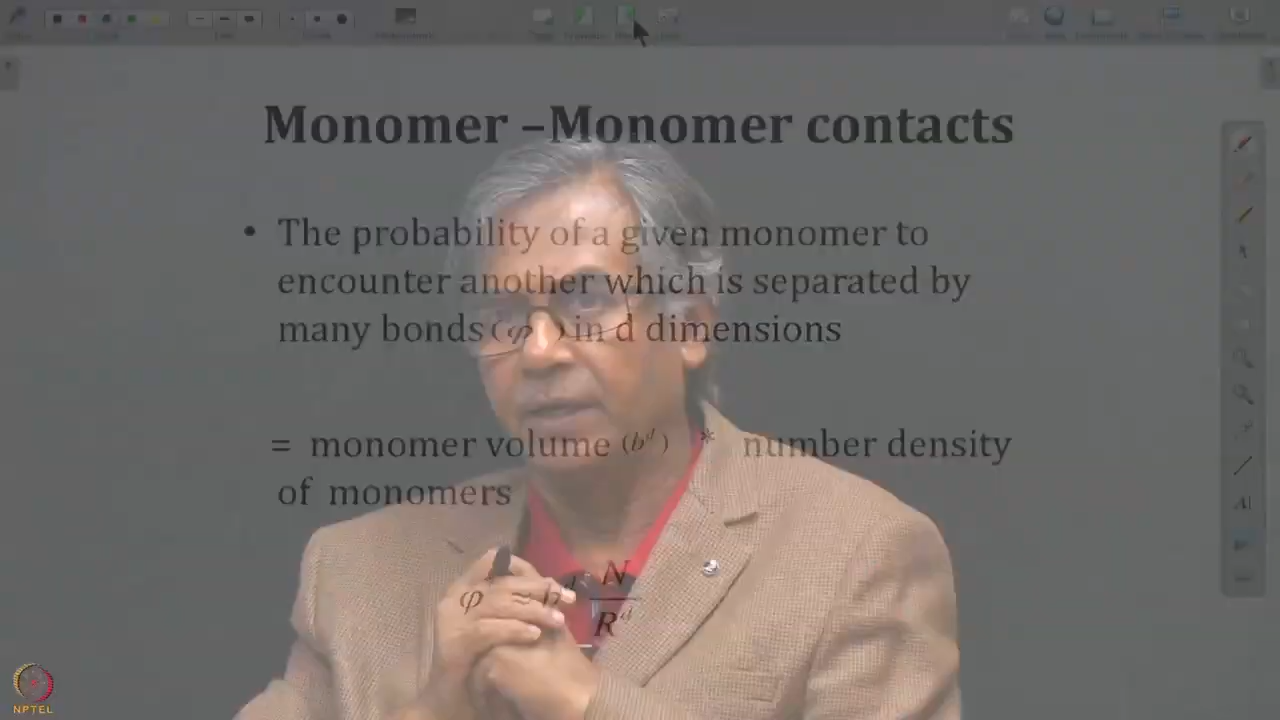 Monomer –Monomer contacts
• The probability of a given monomer to
encounter another which is separated by
many bonds (φ ) in d dimensions
= monomer volume (b^d) * number density
of monomers
φ ≈ b^d N/R^d
NPTEL